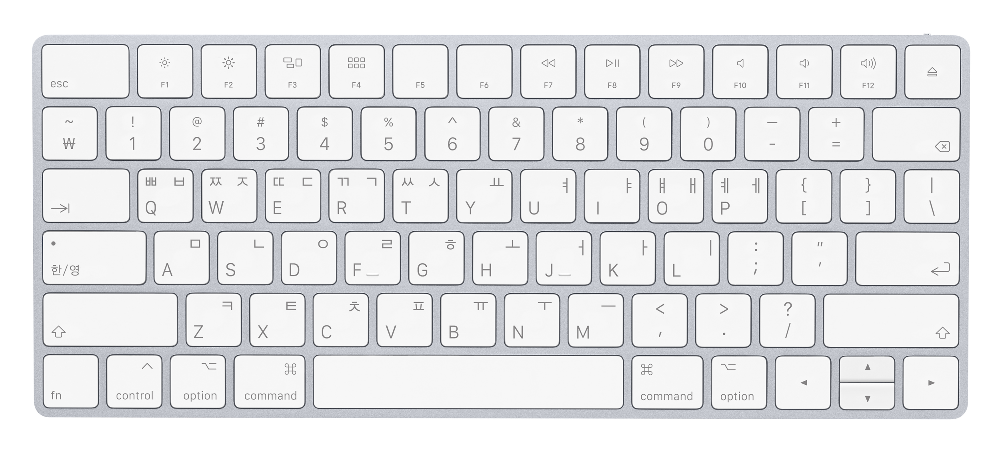 esc F1 F2 F3 F4 F5 F6 F7 F8 F9 F10 F11 F12
~ ! @ # $ % ^ & * ( ) — +
₩ 1 2 3 4 5 6 7 8 9 0 - =
ㅃ ㅂ ㅉ ㅈ ㄸ ㄷ ㄲ ㄱ ㅆ ㅅ ㅛ ㅕ ㅑ ㅒ ㅐ ㅖ ㅔ { } |
Q W E R T Y U I O P [ ] \
ㅁ ㄴ ㅇ ㄹ ㅎ ㅗ ㅓ ㅏ ㅣ : "
한/영 A S D F G H J K L ; '
ㅋ ㅌ ㅊ ㅍ ㅠ ㅜ ㅡ < > ?
Z X C V B N M , . /
fn control option command command option